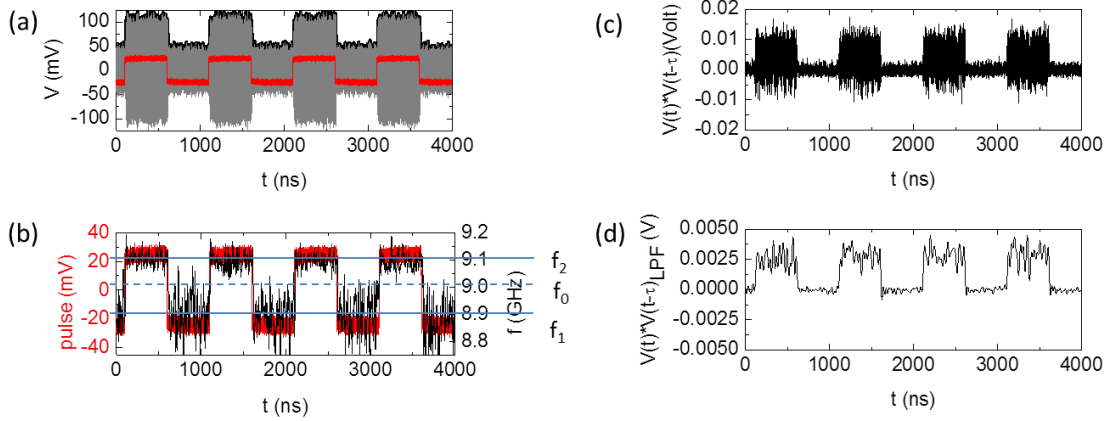 (a)
V (mV)
100
50
0
-50
-100
0
1000
2000
3000
4000
t (ns)
(b)
pulse (mV)
40
20
0
-20
-40
9.2
9.1
9.0
8.9
8.8
f (GHz)
f2
f0
f1
0
1000
2000
3000
4000
t (ns)
(c)
V(t)*V(t-τ)(Volt)
0.02
0.01
0.00
-0.01
-0.02
0
1000
2000
3000
4000
t (ns)
(d)
V(t)*V(t-τ)LPF (V)
0.0050
0.0025
0.0000
-0.0025
-0.0050
0
1000
2000
3000
4000
t (ns)